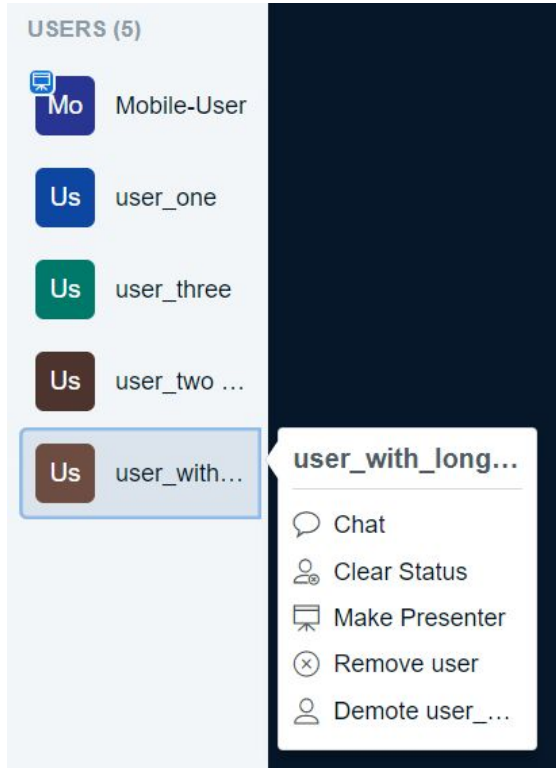 USERS (5)
Mo
Mobile-User
Us
user_one
Us
user_three
Us
user_two ...
Us
user_with...
user_with_long...
Chat
Clear Status
Make Presenter
Remove user
Demote user_...